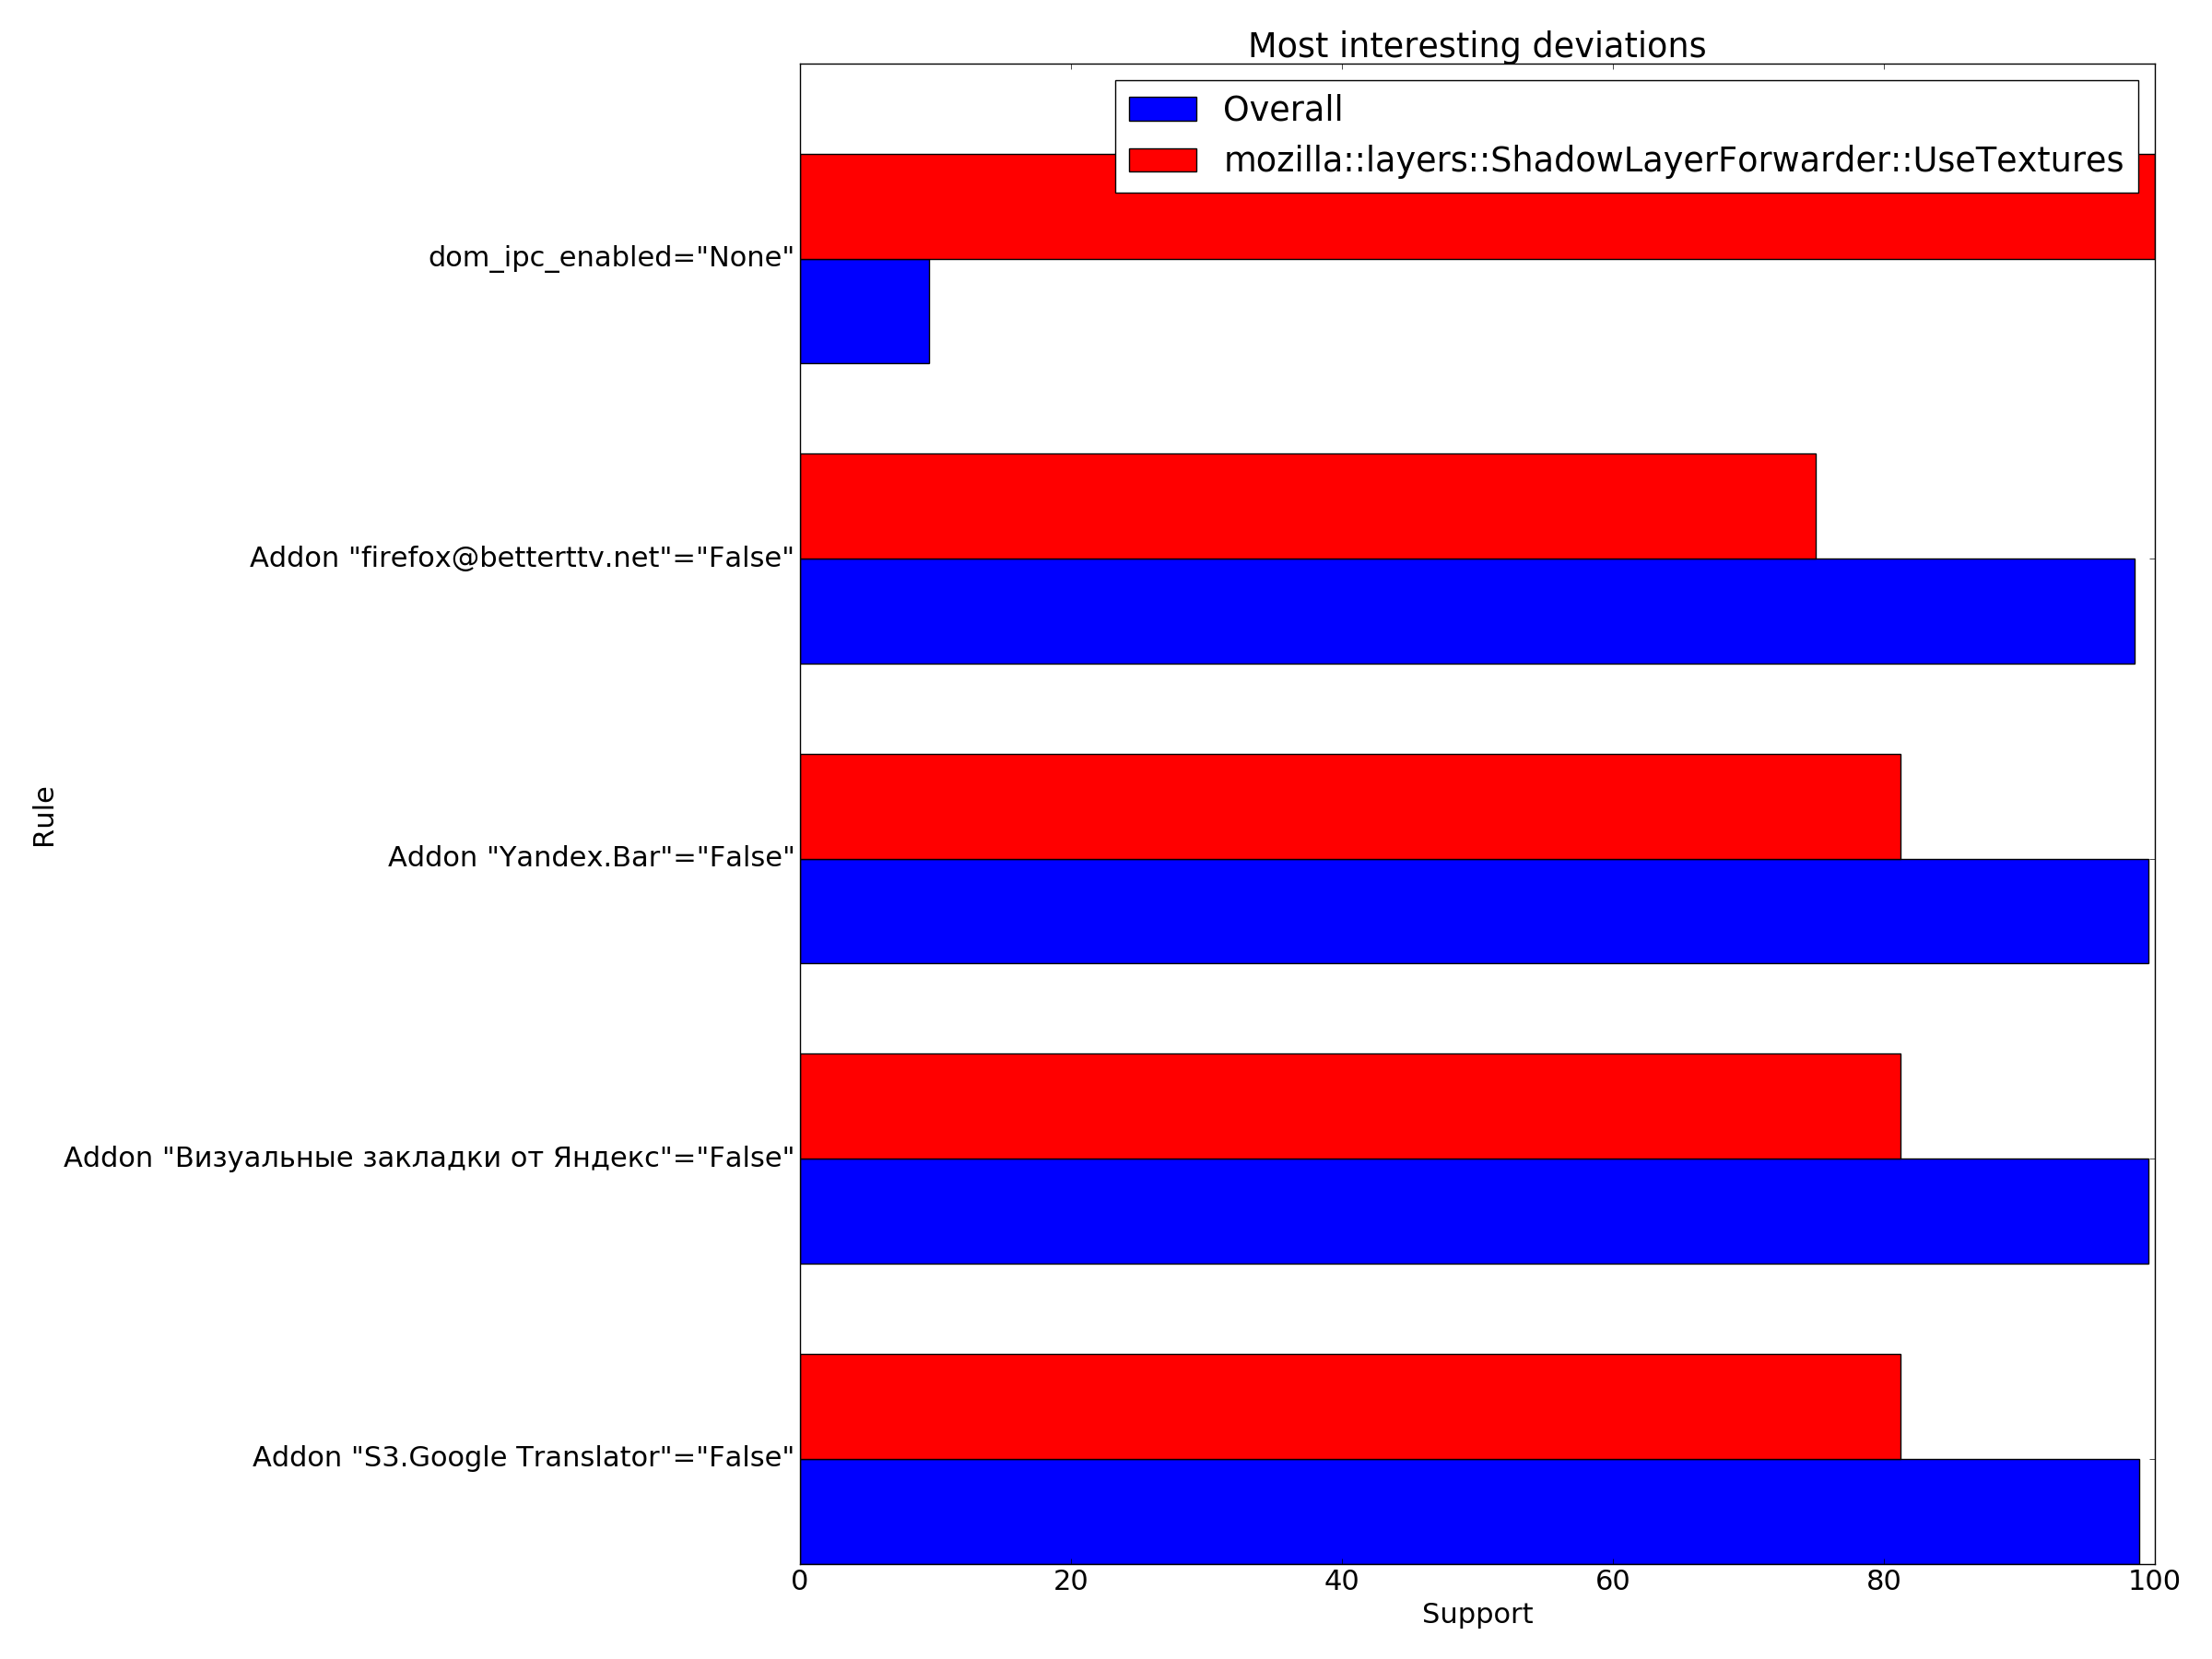 Most interesting deviations
Overall
mozilla::layers::ShadowLayerForwarder::UseTextures
dom_ipc_enabled="None"
Addon "firefox@betterttv.net"="False"
Addon "Yandex.Bar"="False"
Addon "Визуальные закладки от Яндекс"="False"
Addon "S3.Google Translator"="False"
Rule
0 20 40 60 80 100
Support